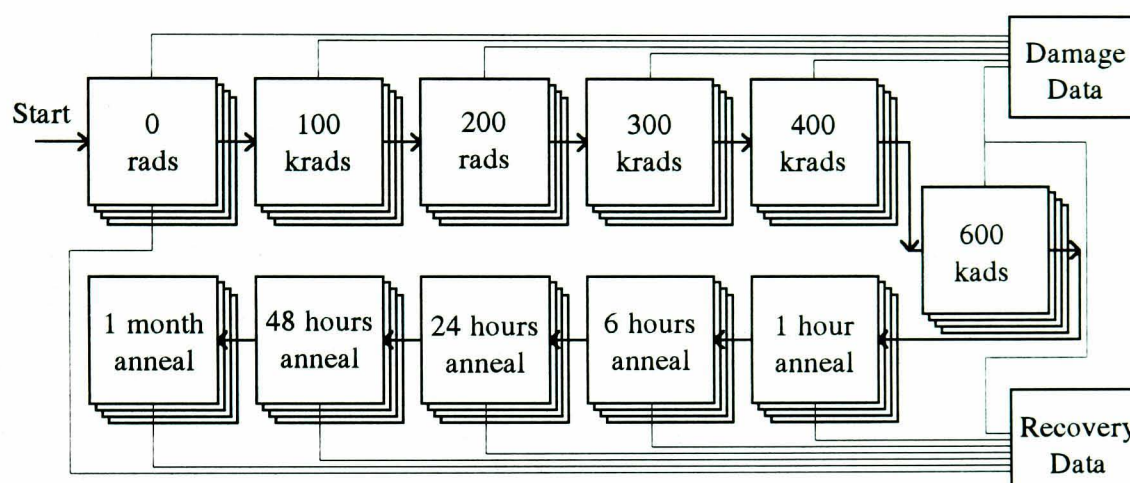 Start
0
rads
100
krads
200
rads
300
krads
400
krads
Damage
Data
600
kads
1 month
anneal
48 hours
anneal
24 hours
anneal
6 hours
anneal
1 hour
anneal
Recovery
Data